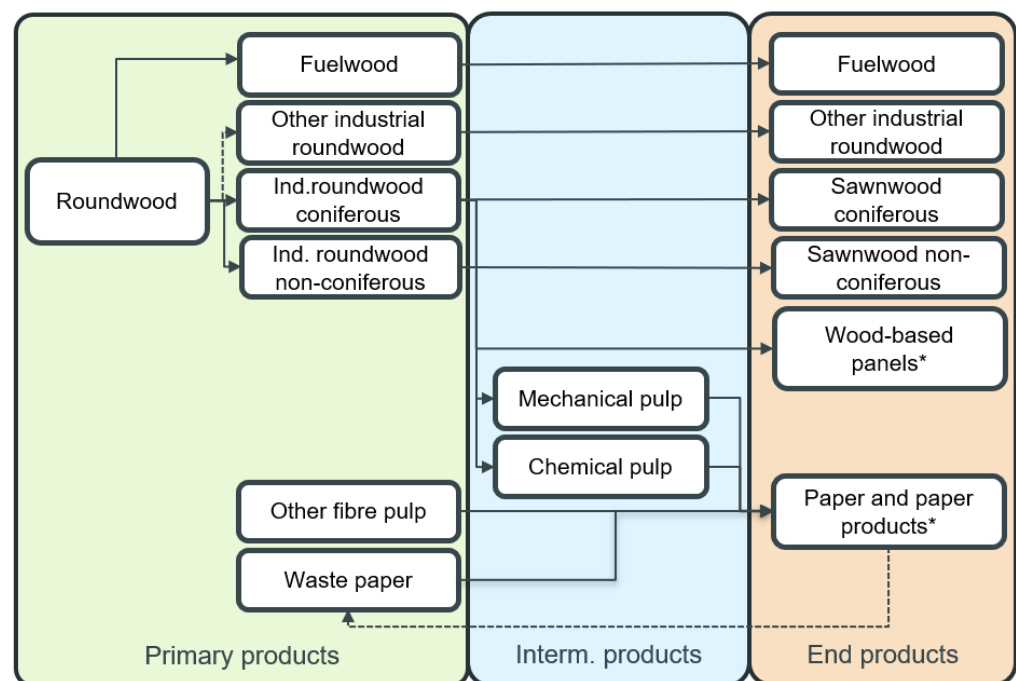 Fuelwood
Fuelwood
Other industrial
roundwood
Other industrial
roundwood
Roundwood
Ind.roundwood
coniferous
Sawnwood
coniferous
Ind. roundwood
non-coniferous
Sawnwood non-
coniferous
Wood-based
panels*
Mechanical pulp
Chemical pulp
Other fibre pulp
Paper and paper
products*
Waste paper
Primary products
Interm. products
End products